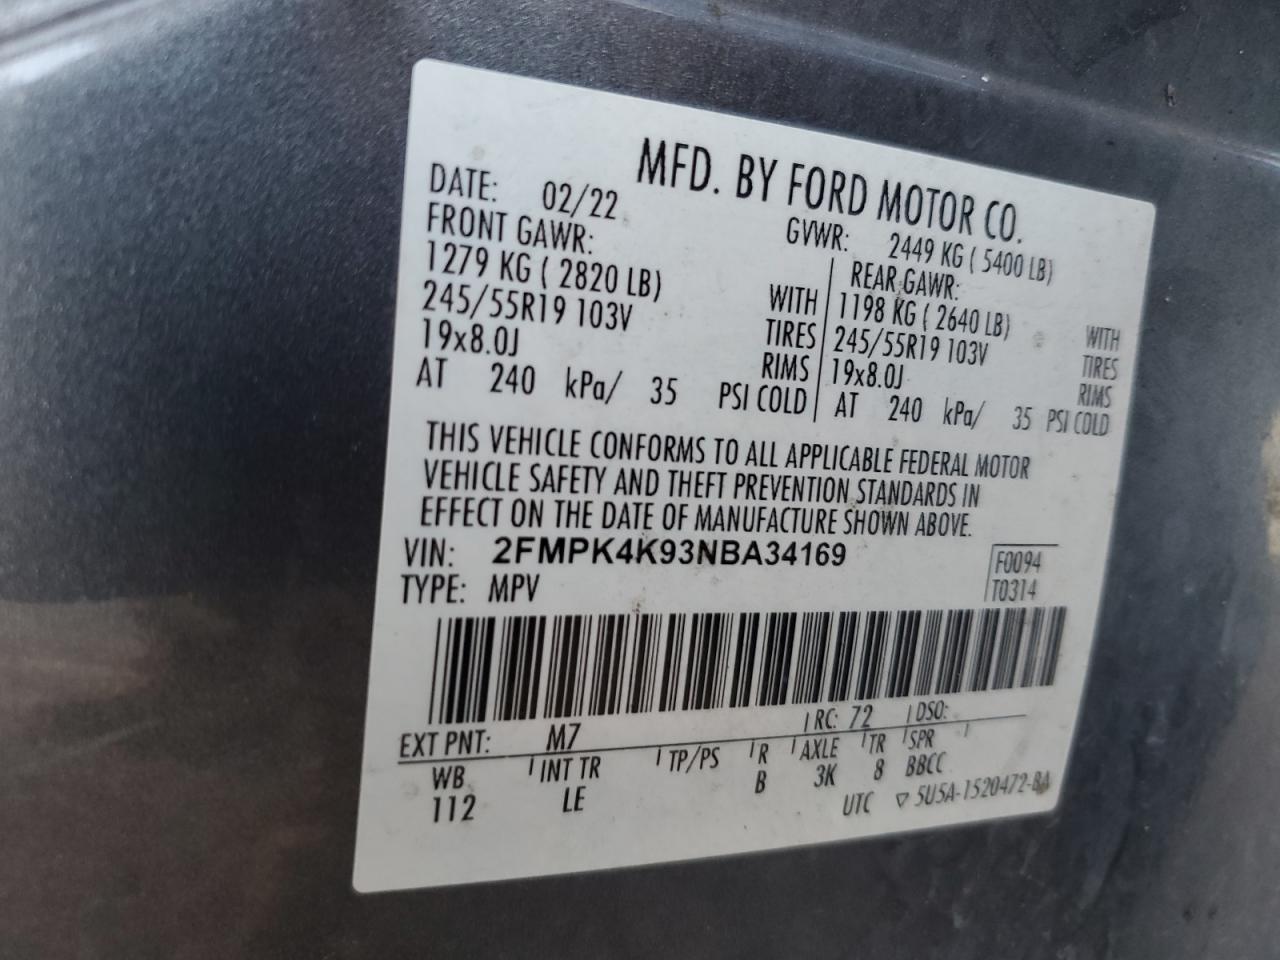 MFD. BY FORD MOTOR CO.
DATE: 02/22 GVWR: 2449 KG ( 5400 LB)
FRONT GAWR: REAR GAWR:
1279 KG ( 2820 LB) WITH 1198 KG ( 2640 LB) WITH
245/55R19 103V TIRES 245/55R19 103V TIRES
19x8.0J RIMS 19x8.0J RIMS
AT 240 kPa/ 35 PSI COLD AT 240 kPa/ 35 PSI COLD
THIS VEHICLE CONFORMS TO ALL APPLICABLE FEDERAL MOTOR
VEHICLE SAFETY AND THEFT PREVENTION STANDARDS IN
EFFECT ON THE DATE OF MANUFACTURE SHOWN ABOVE.
VIN: 2FMPK4K93NBA34169 F0094
TYPE: MPV T0314
EXT PNT: M7 RC: 72 DSO:
WB INT TR TP/PS R AXLE TR SPR
112 LE B 3K 8 BBCC
UTC ▽ 5U5A-1520472-BA